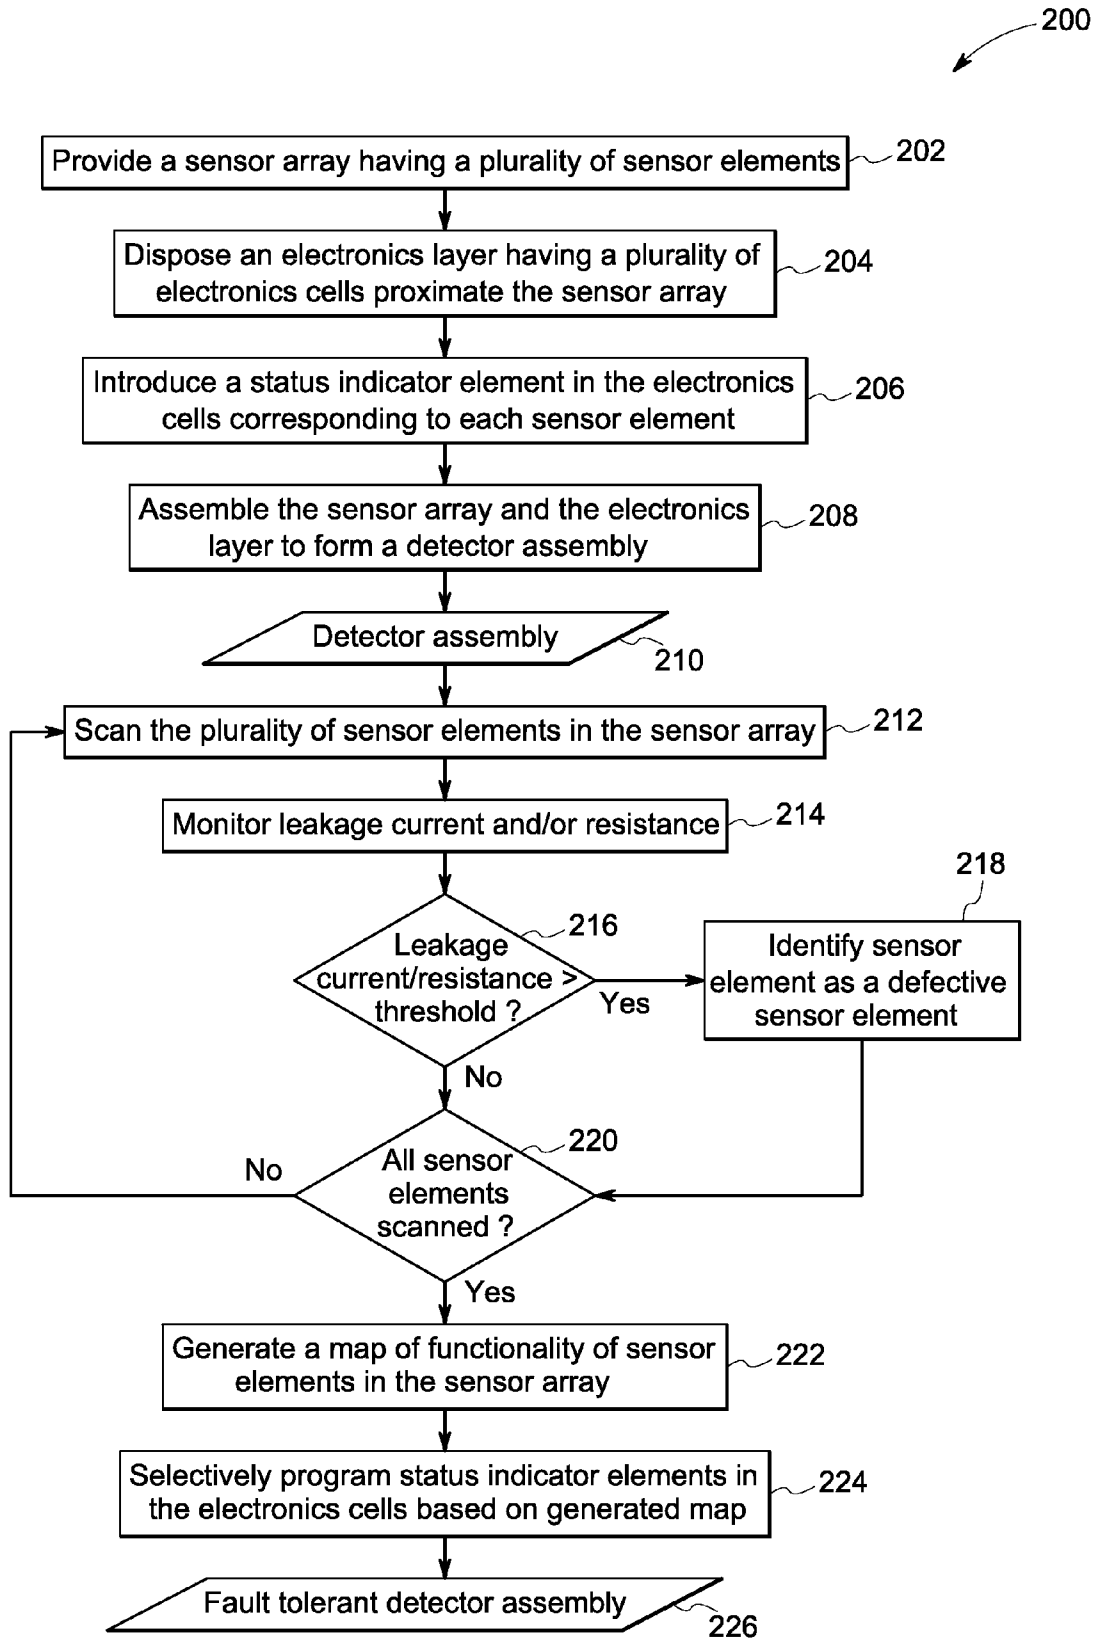 200
Provide a sensor array having a plurality of sensor elements
202
Dispose an electronics layer having a plurality of
electronics cells proximate the sensor array
204
Introduce a status indicator element in the electronics
cells corresponding to each sensor element
206
Assemble the sensor array and the electronics
layer to form a detector assembly
208
Detector assembly
210
Scan the plurality of sensor elements in the sensor array
212
Monitor leakage current and/or resistance
214
Leakage
current/resistance >
threshold ?
216
Yes
218
Identify sensor
element as a defective
sensor element
No
All sensor
elements
scanned ?
220
No
Yes
Generate a map of functionality of sensor
elements in the sensor array
222
Selectively program status indicator elements in
the electronics cells based on generated map
224
Fault tolerant detector assembly
226